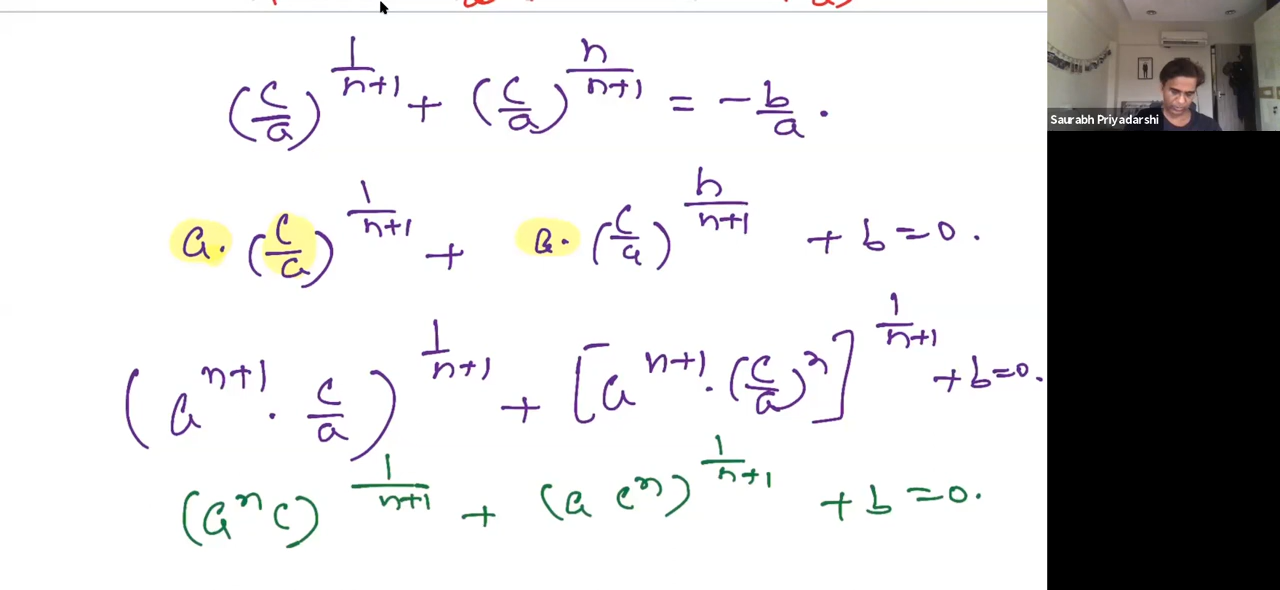 (c/a)^(1/(n+1)) + (c/a)^(n/(n+1)) = -b/a.
Saurabh Priyadarshi
a.(c/a)^(1/(n+1)) + a.(c/a)^(n/(n+1)) + b=0.
(a^(n+1) . c/a)^(1/(n+1)) + [a^(n+1) . (c/a)^n]^(1/(n+1)) + b=0.
(a^n c)^(1/(n+1)) + (a c^n)^(1/(n+1)) + b=0.